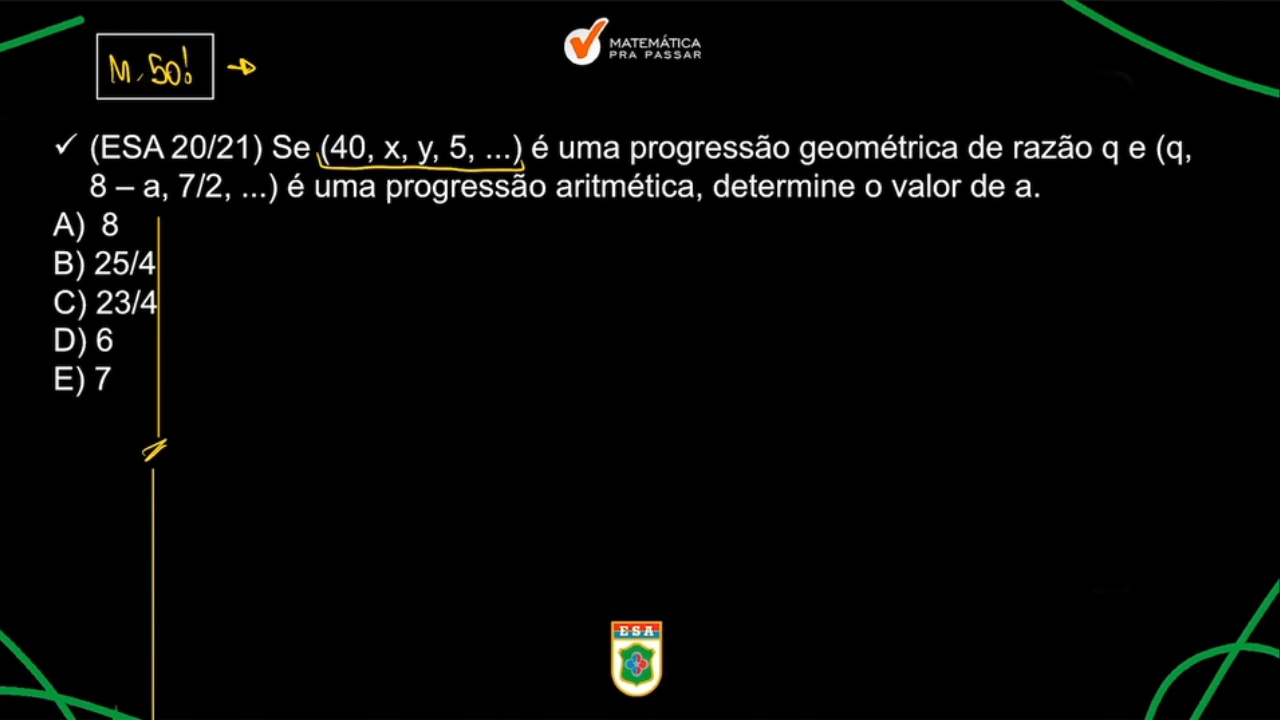 M.50!
MATEMÁTICA
PRA PASSAR
✓ (ESA 20/21) Se (40, x, y, 5, ...) é uma progressão geométrica de razão q e (q,
8 – a, 7/2, ...) é uma progressão aritmética, determine o valor de a.
A) 8
B) 25/4
C) 23/4
D) 6
E) 7
ESA